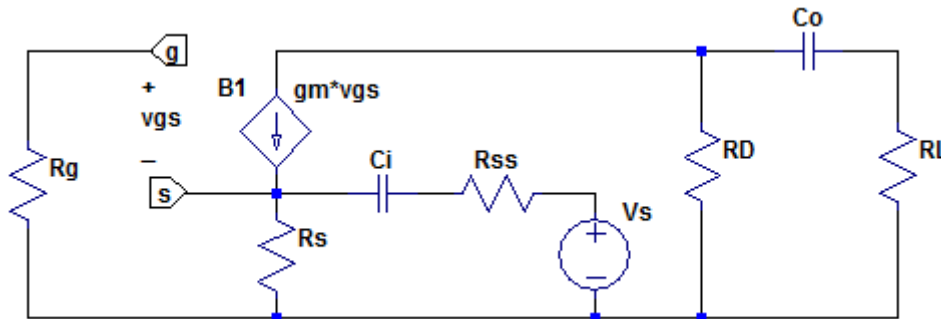 Co
g
+
B1
gm*vgs
vgs
Rg
–
Ci
Rss
RD
RL
s
Vs
+
Rs
–